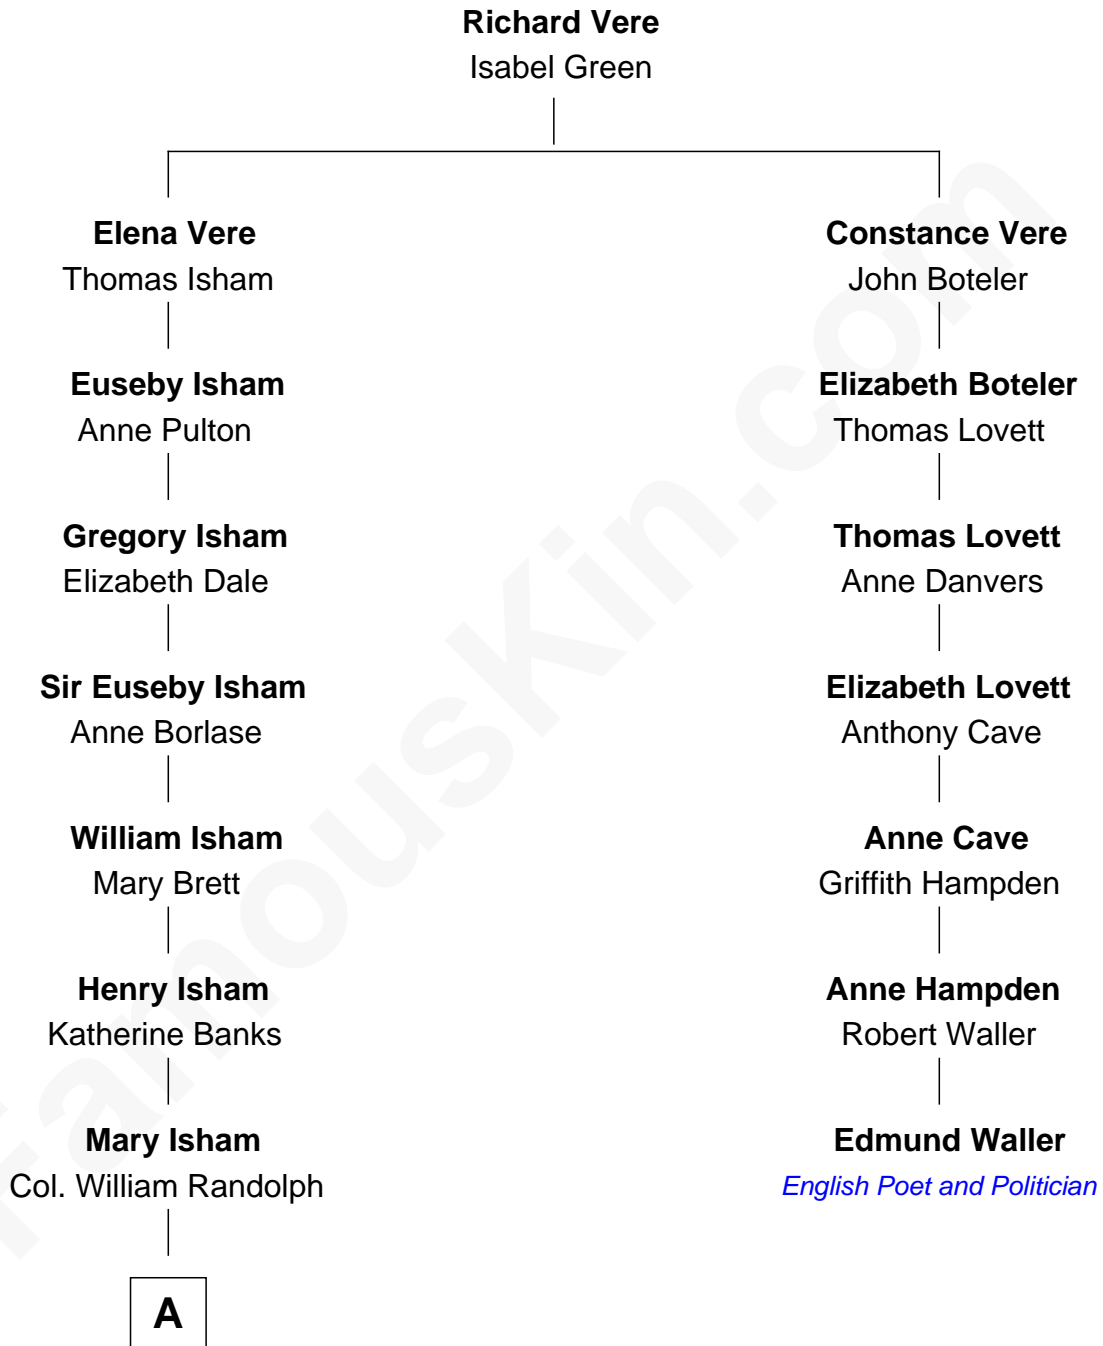 Richard Vere
Isabel Green
Elena Vere
Thomas Isham
Constance Vere
John Boteler
Euseby Isham
Anne Pulton
Elizabeth Boteler
Thomas Lovett
Gregory Isham
Elizabeth Dale
Thomas Lovett
Anne Danvers
Sir Euseby Isham
Anne Borlase
Elizabeth Lovett
Anthony Cave
William Isham
Mary Brett
Anne Cave
Griffith Hampden
Henry Isham
Katherine Banks
Anne Hampden
Robert Waller
Mary Isham
Col. William Randolph
Edmund Waller
English Poet and Politician
A
FamousKin.com